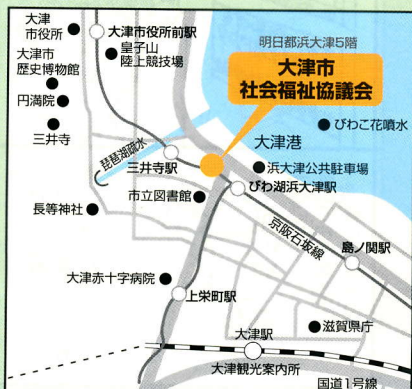 大津
市役所
大津市役所前駅
皇子山
陸上競技場
大津市
歴史博物館
円満院
三井寺
明日都浜大津5階
大津市
社会福祉協議会
びわこ花噴水
大津港
琵琶湖疏水
三井寺駅
浜大津公共駐車場
びわ湖浜大津駅
市立図書館
長等神社
京阪石坂線
島ノ関駅
大津赤十字病院
上栄町駅
大津駅
滋賀県庁
大津観光案内所
国道1号線